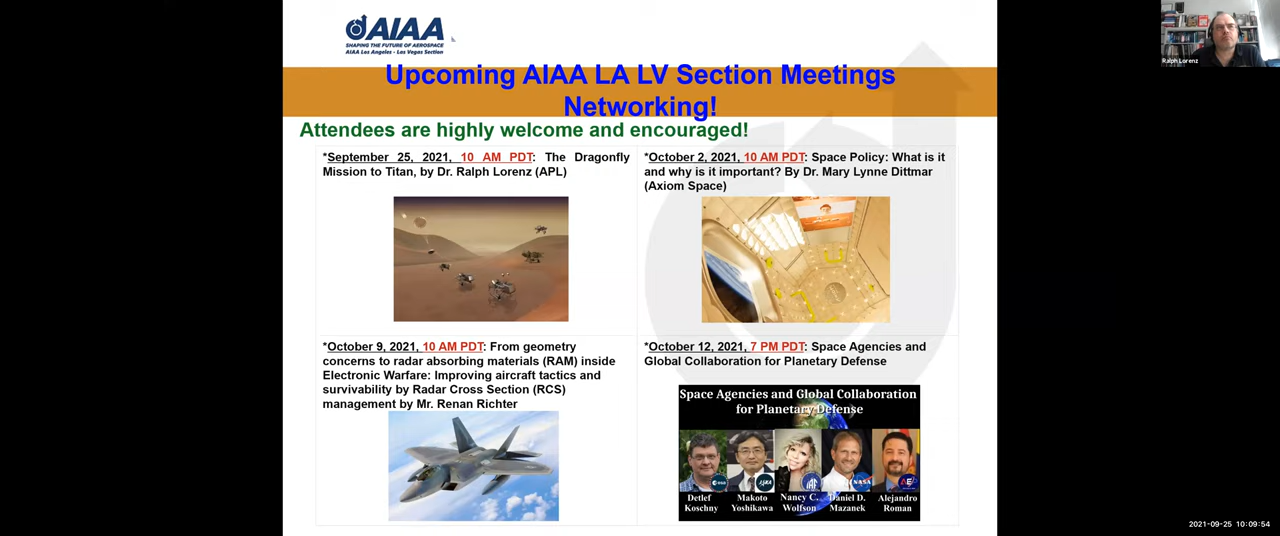 AIAA
SHAPING THE FUTURE OF AEROSPACE
AIAA Los Angeles - Las Vegas Section
Ralph Lorenz
Upcoming AIAA LA LV Section Meetings
Networking!
Attendees are highly welcome and encouraged!
*September 25, 2021, 10 AM PDT: The Dragonfly
Mission to Titan, by Dr. Ralph Lorenz (APL)
*October 2, 2021, 10 AM PDT: Space Policy: What is it
and why is it important? By Dr. Mary Lynne Dittmar
(Axiom Space)
*October 9, 2021, 10 AM PDT: From geometry
concerns to radar absorbing materials (RAM) inside
Electronic Warfare: Improving aircraft tactics and
survivability by Radar Cross Section (RCS)
management by Mr. Renan Richter
*October 12, 2021, 7 PM PDT: Space Agencies and
Global Collaboration for Planetary Defense
Space Agencies and Global Collaboration
for Planetary Defense
esa
JAXA
IAF
NASA
AEP
Detlef
Koschny
Makoto
Yoshikawa
Nancy C.
Wolfson
Daniel D.
Mazanek
Alejandro
Roman
2021-09-25 10:09:54